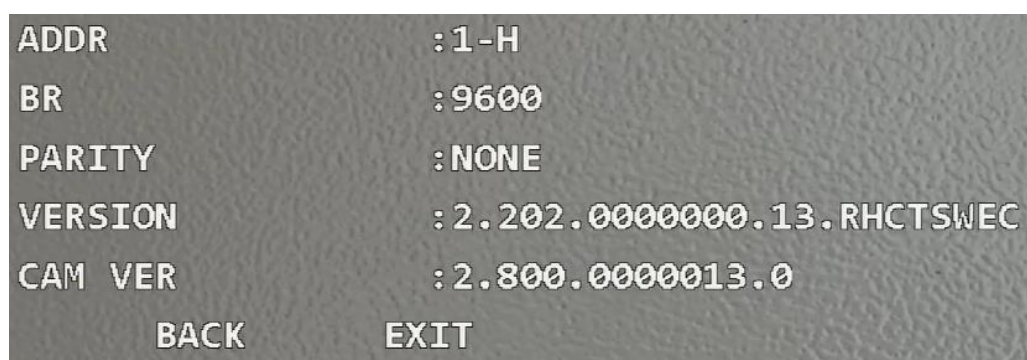 ADDR :1-H
BR :9600
PARITY :NONE
VERSION :2.202.0000000.13.RHCTSWEC
CAM VER :2.800.0000013.0
BACK EXIT